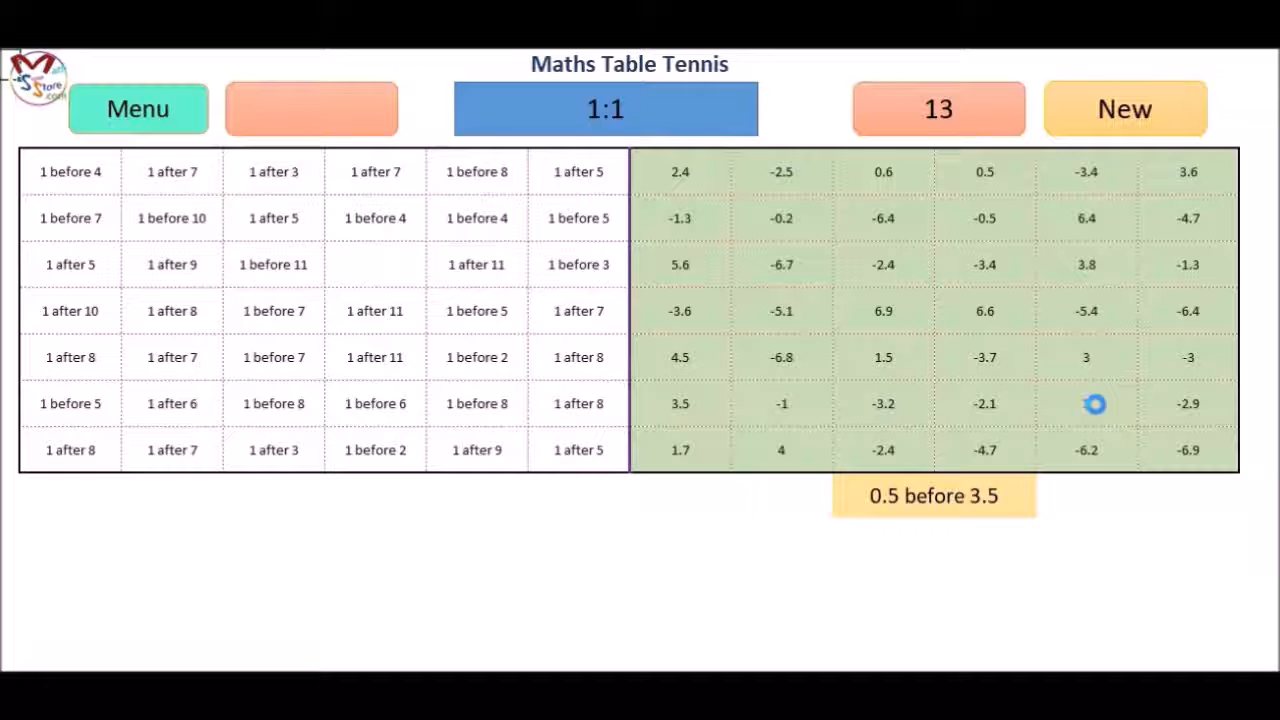 Maths Table Tennis
Math
Store
.com
Menu
1:1
13
New
1 before 4 1 after 7 1 after 3 1 after 7 1 before 8 1 after 5 2.4 -2.5 0.6 0.5 -3.4 3.6
1 before 7 1 before 10 1 after 5 1 before 4 1 before 4 1 before 5 -1.3 -0.2 -6.4 -0.5 6.4 -4.7
1 after 5 1 after 9 1 before 11 1 after 11 1 before 3 5.6 -6.7 -2.4 -3.4 3.8 -1.3
1 after 10 1 after 8 1 before 7 1 after 11 1 before 5 1 after 7 -3.6 -5.1 6.9 6.6 -5.4 -6.4
1 after 8 1 after 7 1 before 7 1 after 11 1 before 2 1 after 8 4.5 -6.8 1.5 -3.7 3 -3
1 before 5 1 after 6 1 before 8 1 before 6 1 before 8 1 after 8 3.5 -1 -3.2 -2.1 -2.9
1 after 8 1 after 7 1 after 3 1 before 2 1 after 9 1 after 5 1.7 4 -2.4 -4.7 -6.2 -6.9
0.5 before 3.5